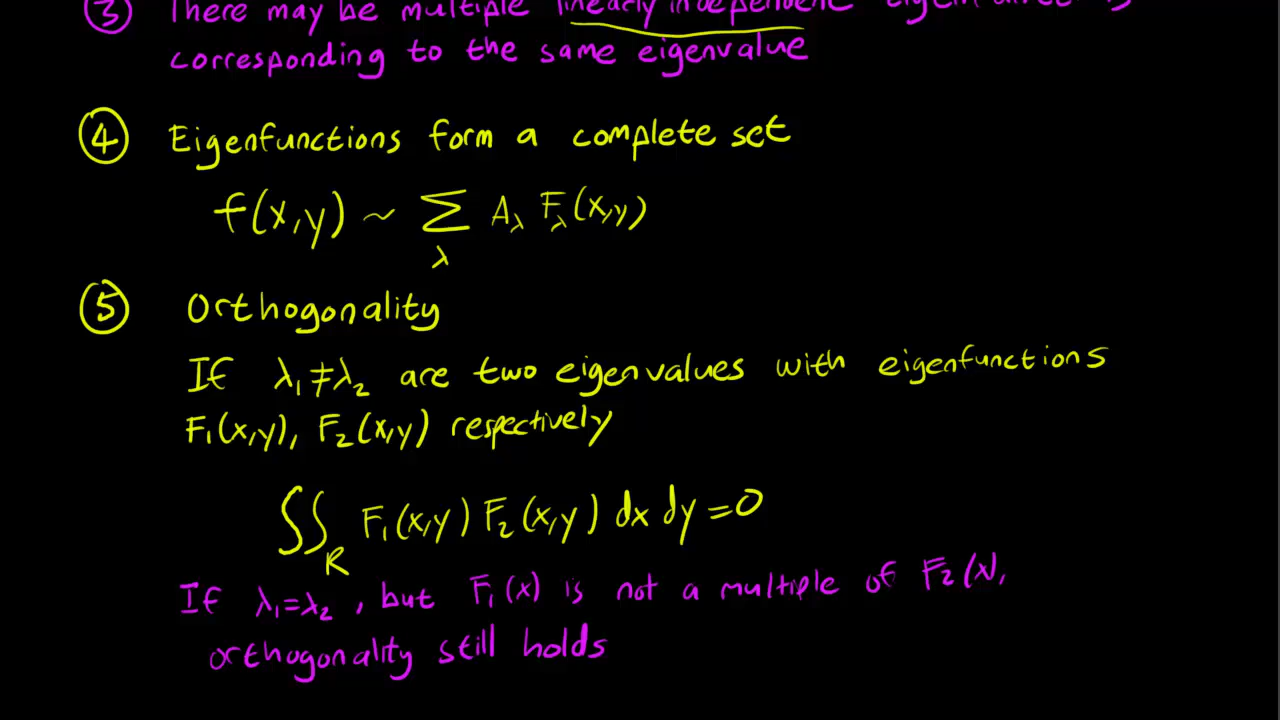 ③ There may be multiple linearly independent
corresponding to the same eigenvalue
④ Eigenfunctions form a complete set
f(x,y) ~ ∑ A_λ F_λ(x,y)
λ
⑤ Orthogonality
If λ₁≠λ₂ are two eigenvalues with eigenfunctions
F₁(x,y), F₂(x,y) respectively
∬_R F₁(x,y) F₂(x,y) dx dy = 0
If λ₁=λ₂, but F₁(x) is not a multiple of F₂(x),
orthogonality still holds